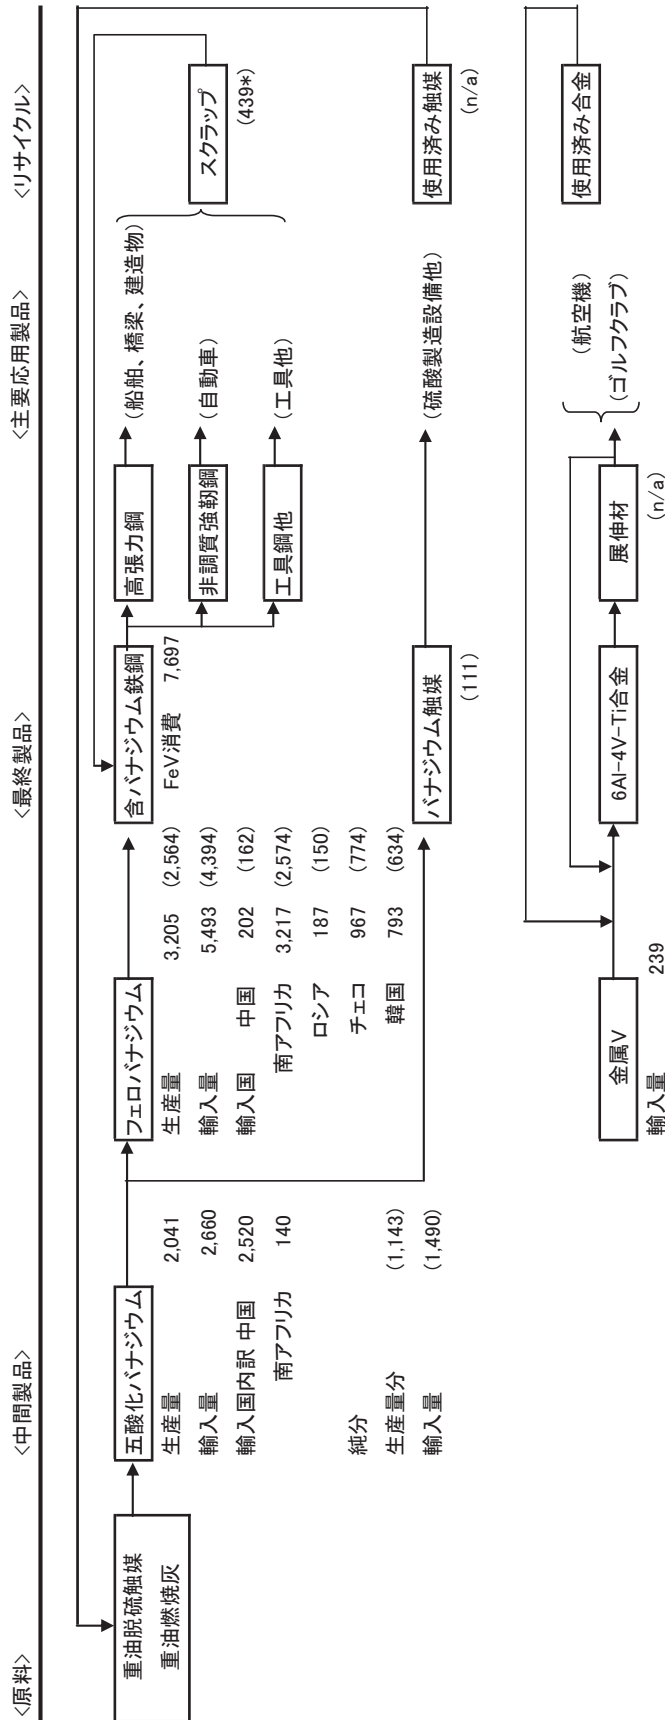 <原料>
<中間製品>
<最終製品>
<主要応用製品>
<リサイクル>
重油脱硫触媒
重油燃焼灰
五酸化バナジウム
生産量 2,041
輸入量 2,660
輸入国内訳 中国 2,520
南アフリカ 140
純分
生産量分 (1,143)
輸入量 (1,490)
フェロバナジウム
生産量 3,205 (2,564)
輸入量 5,493 (4,394)
輸入国 中国 202 (162)
南アフリカ 3,217 (2,574)
ロシア 187 (150)
チェコ 967 (774)
韓国 793 (634)
含バナジウム鉄鋼
FeV消費 7,697
高張力鋼
(船舶、橋梁、建造物)
非調質強靭鋼
(自動車)
工具鋼他
(工具他)
スクラップ
(439*)
バナジウム触媒
(111)
(硫酸製造設備他)
使用済み触媒
(n/a)
金属V
輸入量 239
6Al-4V-Ti合金
展伸材
(n/a)
(航空機)
(ゴルフクラブ)
使用済み合金